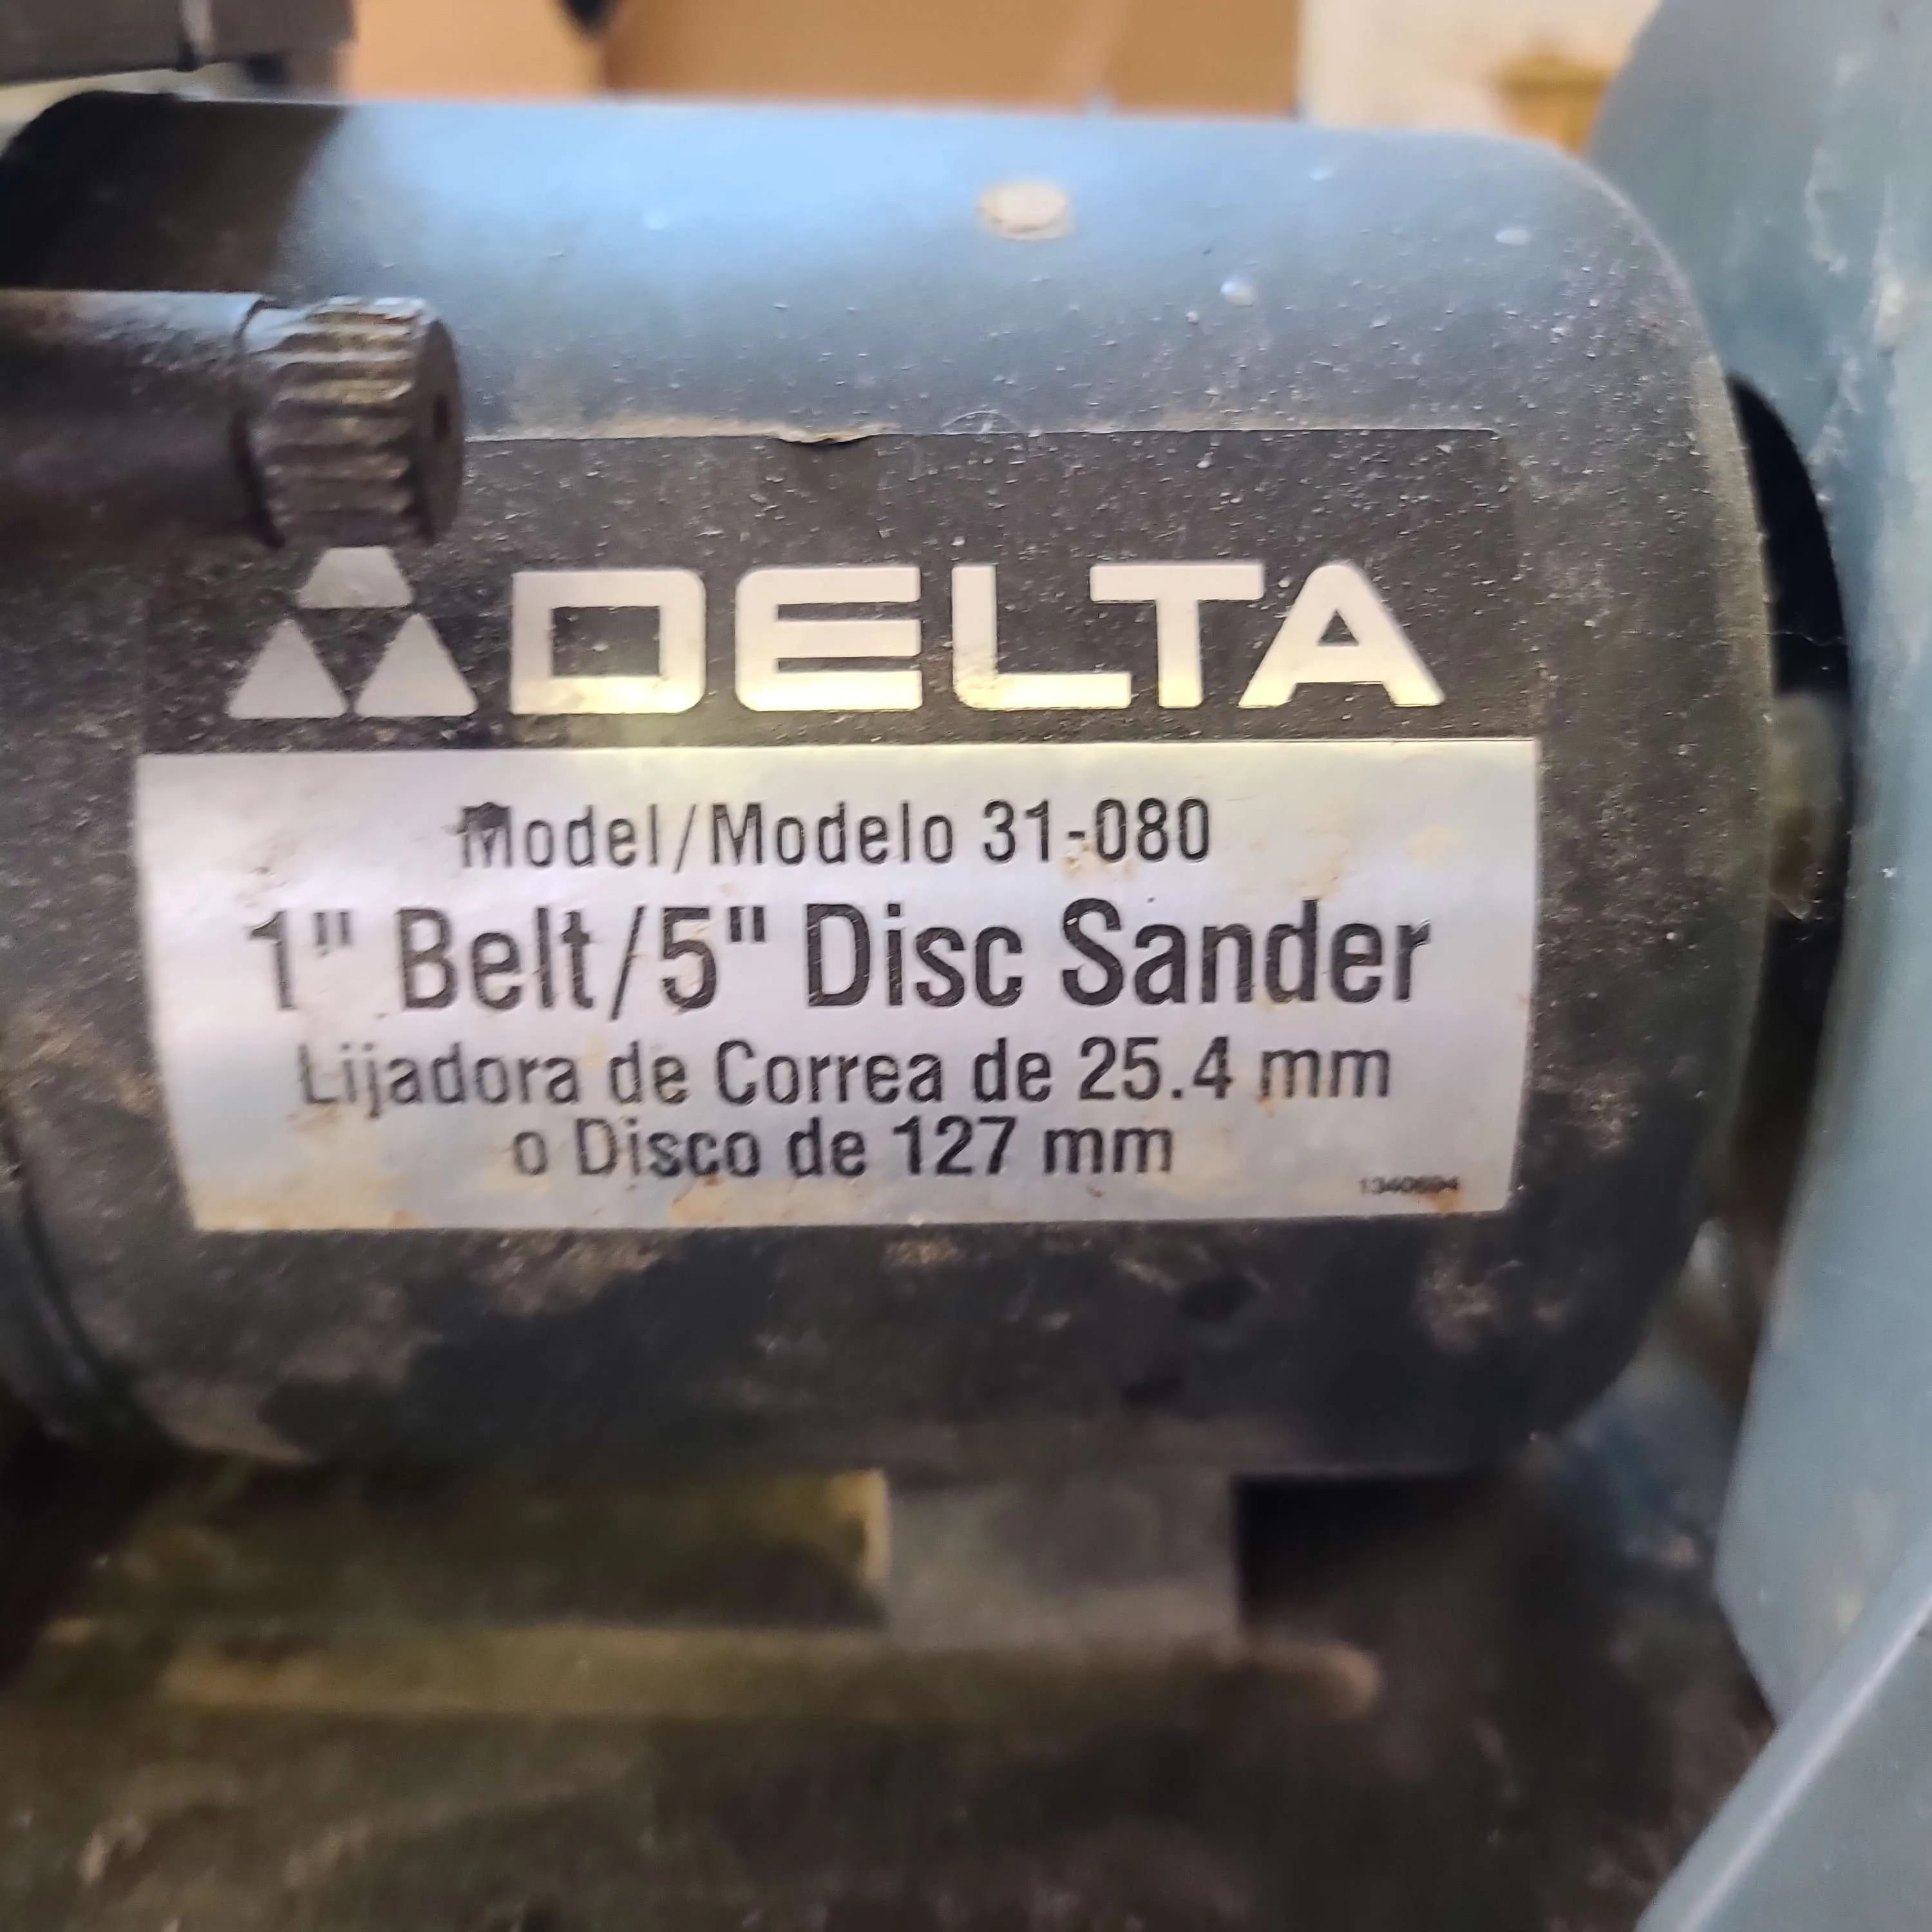 DELTA
Model/Modelo 31-080
1" Belt/5" Disc Sander
Lijadora de Correa de 25.4 mm
o Disco de 127 mm